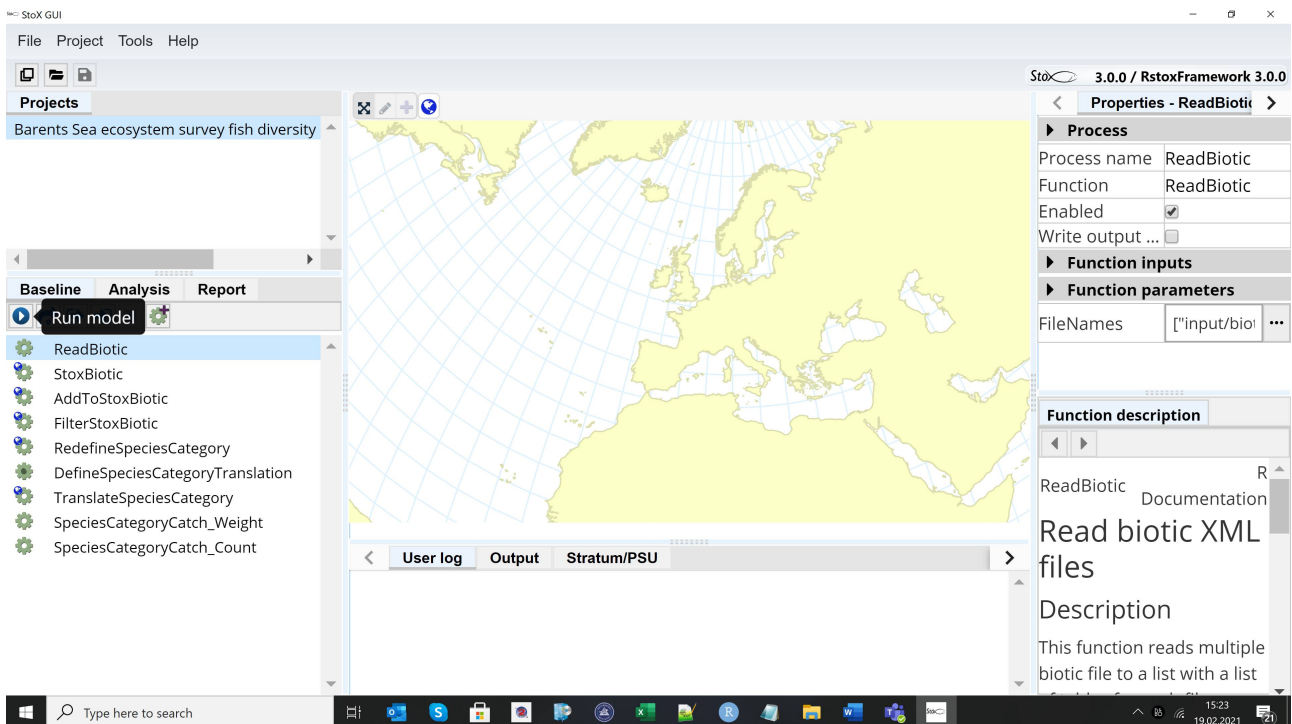 StoX GUI
File Project Tools Help
StoX 3.0.0 / RstoxFramework 3.0.0
Projects
Barents Sea ecosystem survey fish diversity
Baseline Analysis Report
Run model
ReadBiotic
StoxBiotic
AddToStoxBiotic
FilterStoxBiotic
RedefineSpeciesCategory
DefineSpeciesCategoryTranslation
TranslateSpeciesCategory
SpeciesCategoryCatch_Weight
SpeciesCategoryCatch_Count
User log Output Stratum/PSU
Properties - ReadBiotic
Process
Process name ReadBiotic
Function ReadBiotic
Enabled
Write output ...
Function inputs
Function parameters
FileNames ["input/biot ...
Function description
ReadBiotic R
Documentation
Read biotic XML
files
Description
This function reads multiple
biotic file to a list with a list
Type here to search
15:23
19.02.2021